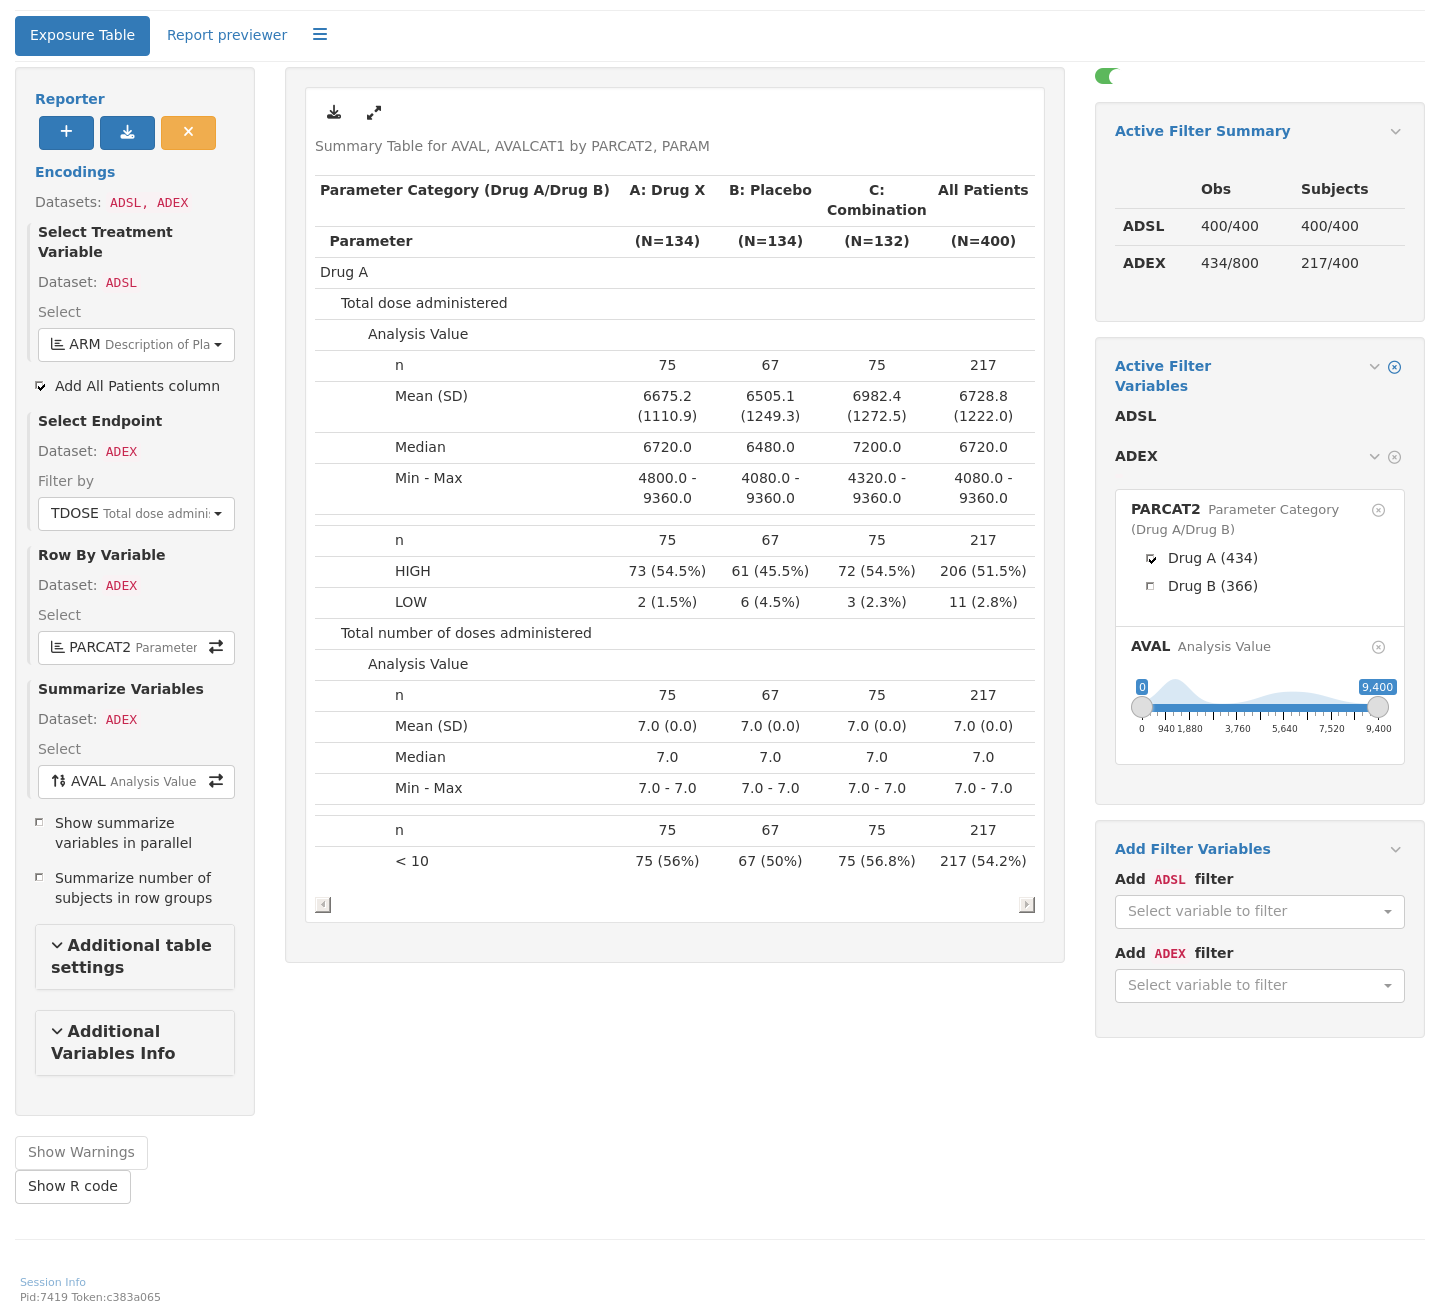 Exposure Table
Report previewer
Reporter
Encodings
Datasets: ADSL, ADEX
Select Treatment
Variable
Dataset: ADSL
Select
ARM Description of Pla
Add All Patients column
Select Endpoint
Dataset: ADEX
Filter by
TDOSE Total dose adminis
Row By Variable
Dataset: ADEX
Select
PARCAT2 Parameter
Summarize Variables
Dataset: ADEX
Select
AVAL Analysis Value
Show summarize
variables in parallel
Summarize number of
subjects in row groups
Additional table
settings
Additional
Variables Info
Show Warnings
Show R code
Summary Table for AVAL, AVALCAT1 by PARCAT2, PARAM
Parameter Category (Drug A/Drug B) A: Drug X B: Placebo C: All Patients
Combination
Parameter (N=134) (N=134) (N=132) (N=400)
Drug A
Total dose administered
Analysis Value
n 75 67 75 217
Mean (SD) 6675.2 6505.1 6982.4 6728.8
(1110.9) (1249.3) (1272.5) (1222.0)
Median 6720.0 6480.0 7200.0 6720.0
Min - Max 4800.0 - 4080.0 - 4320.0 - 4080.0 -
9360.0 9360.0 9360.0 9360.0
n 75 67 75 217
HIGH 73 (54.5%) 61 (45.5%) 72 (54.5%) 206 (51.5%)
LOW 2 (1.5%) 6 (4.5%) 3 (2.3%) 11 (2.8%)
Total number of doses administered
Analysis Value
n 75 67 75 217
Mean (SD) 7.0 (0.0) 7.0 (0.0) 7.0 (0.0) 7.0 (0.0)
Median 7.0 7.0 7.0 7.0
Min - Max 7.0 - 7.0 7.0 - 7.0 7.0 - 7.0 7.0 - 7.0
n 75 67 75 217
< 10 75 (56%) 67 (50%) 75 (56.8%) 217 (54.2%)
Active Filter Summary
Obs Subjects
ADSL 400/400 400/400
ADEX 434/800 217/400
Active Filter
Variables
ADSL
ADEX
PARCAT2 Parameter Category
(Drug A/Drug B)
Drug A (434)
Drug B (366)
AVAL Analysis Value
0 9,400
0 940 1,880 3,760 5,640 7,520 9,400
Add Filter Variables
Add ADSL filter
Select variable to filter
Add ADEX filter
Select variable to filter
Session Info
Pid:7419 Token:c383a065